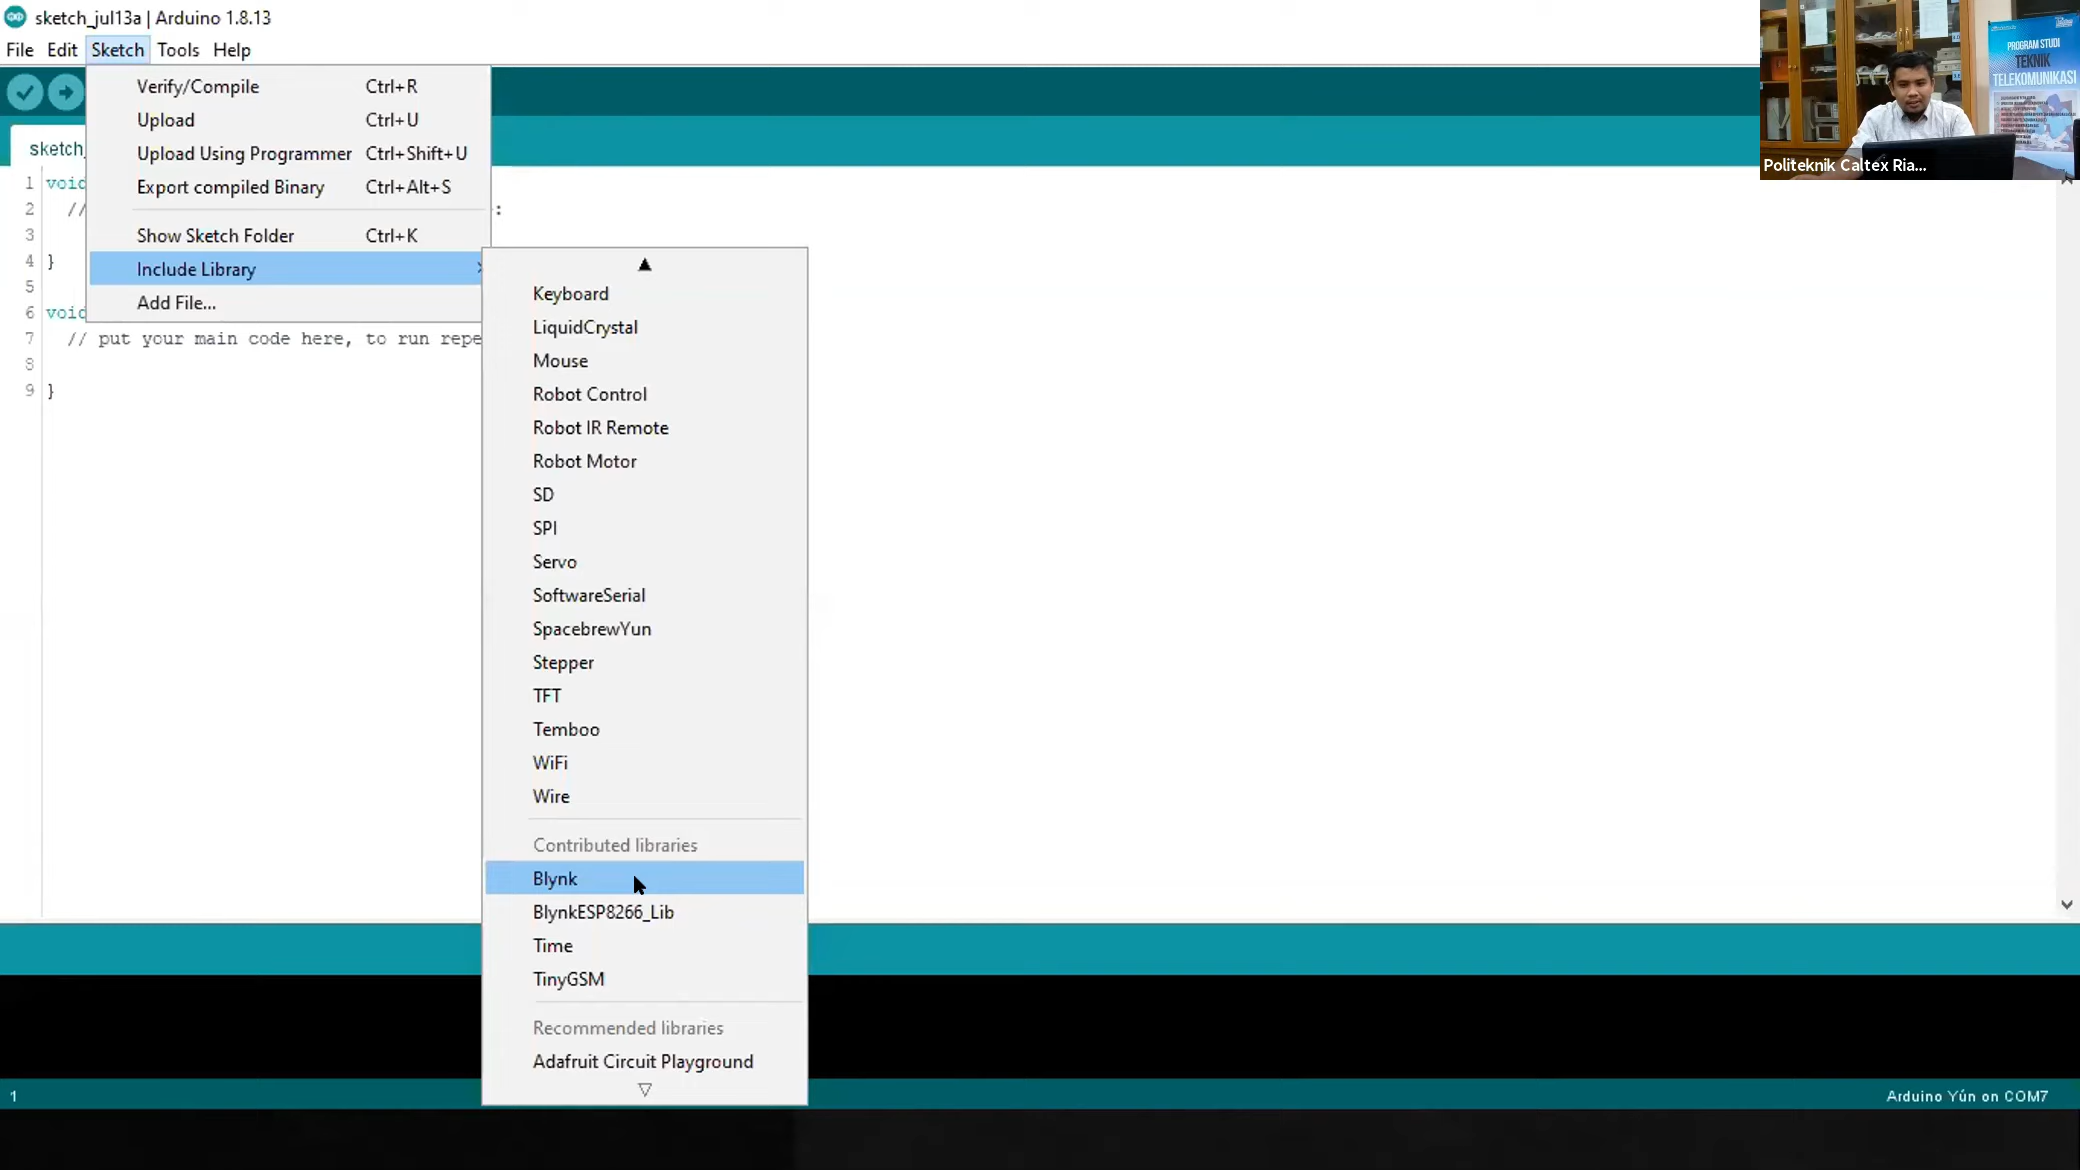 sketch_jul13a | Arduino 1.8.13
File Edit Sketch Tools Help
Verify/Compile Ctrl+R
Upload Ctrl+U
Upload Using Programmer Ctrl+Shift+U
Export compiled Binary Ctrl+Alt+S
Show Sketch Folder Ctrl+K
Include Library
Add File...
sketch_
1 void
2 // :
3
4 }
5
6 void
7 // put your main code here, to run repe
8
9 }
Keyboard
LiquidCrystal
Mouse
Robot Control
Robot IR Remote
Robot Motor
SD
SPI
Servo
SoftwareSerial
SpacebrewYun
Stepper
TFT
Temboo
WiFi
Wire
Contributed libraries
Blynk
BlynkESP8266_Lib
Time
TinyGSM
Recommended libraries
Adafruit Circuit Playground
PROGRAM STUDI
TEKNIK
TELEKOMUNIKASI
Politeknik Caltex Ria...
1
Arduino Yún on COM7